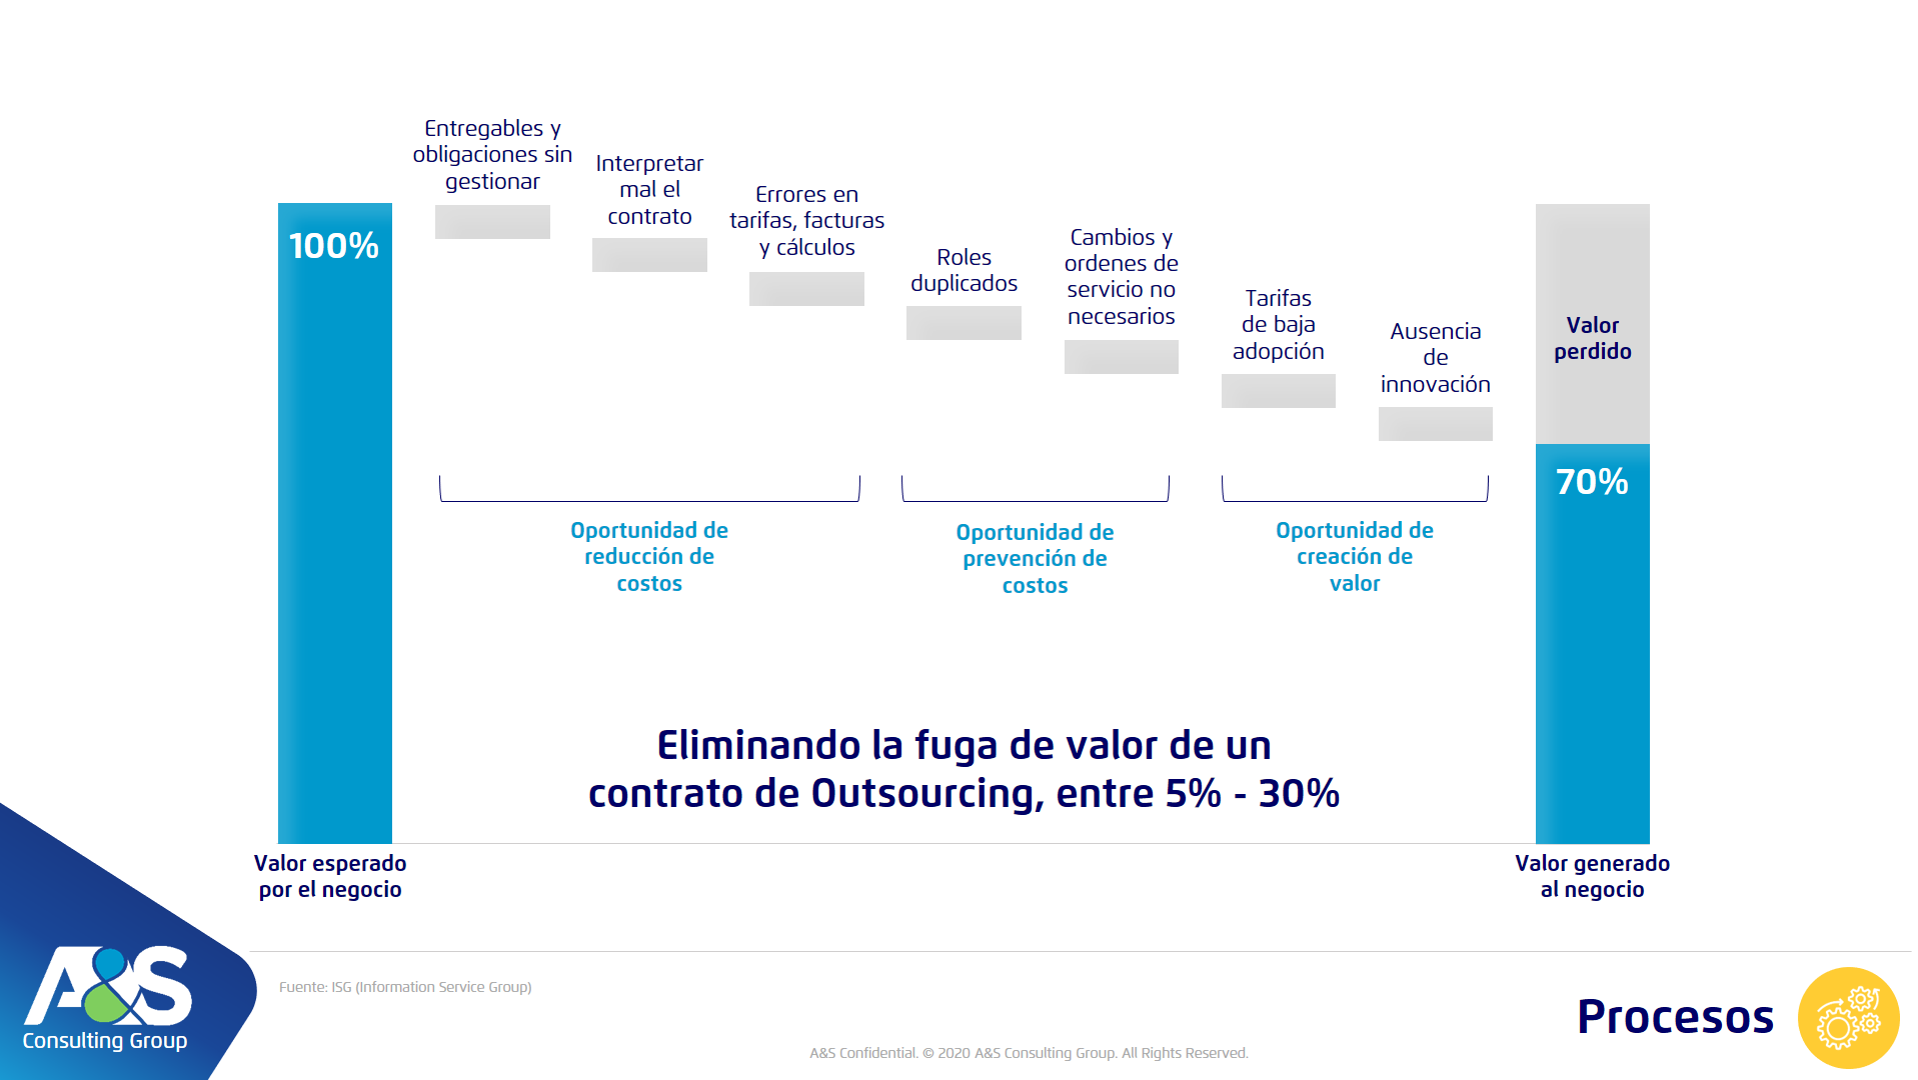 Entregables y
obligaciones sin
gestionar
Interpretar
mal el
contrato
Errores en
tarifas, facturas
y cálculos
Roles
duplicados
Cambios y
ordenes de
servicio no
necesarios
Tarifas
de baja
adopción
Ausencia
de
innovación
100%
Valor
perdido
70%
Oportunidad de
reducción de
costos
Oportunidad de
prevención de
costos
Oportunidad de
creación de
valor
Eliminando la fuga de valor de un
contrato de Outsourcing, entre 5% - 30%
Valor esperado
por el negocio
Valor generado
al negocio
A&S
Consulting Group
Fuente: ISG (Information Service Group)
Procesos
A&S Confidential. © 2020 A&S Consulting Group. All Rights Reserved.